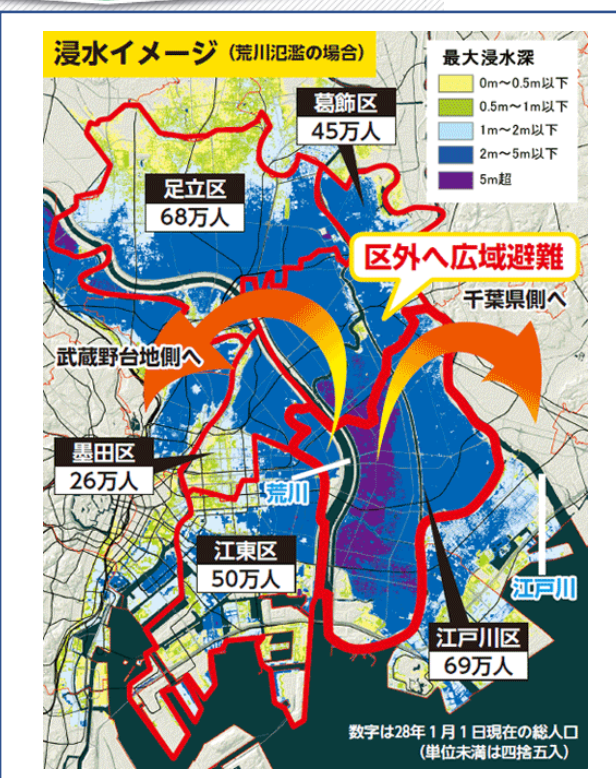 浸水イメージ（荒川氾濫の場合）
最大浸水深
0m～0.5m以下
0.5m～1m以下
1m～2m以下
2m～5m以下
5m超
葛飾区
45万人
足立区
68万人
区外へ広域避難
千葉県側へ
武蔵野台地側へ
墨田区
26万人
荒川
江東区
50万人
江戸川
江戸川区
69万人
数字は28年1月1日現在の総人口
（単位未満は四捨五入）